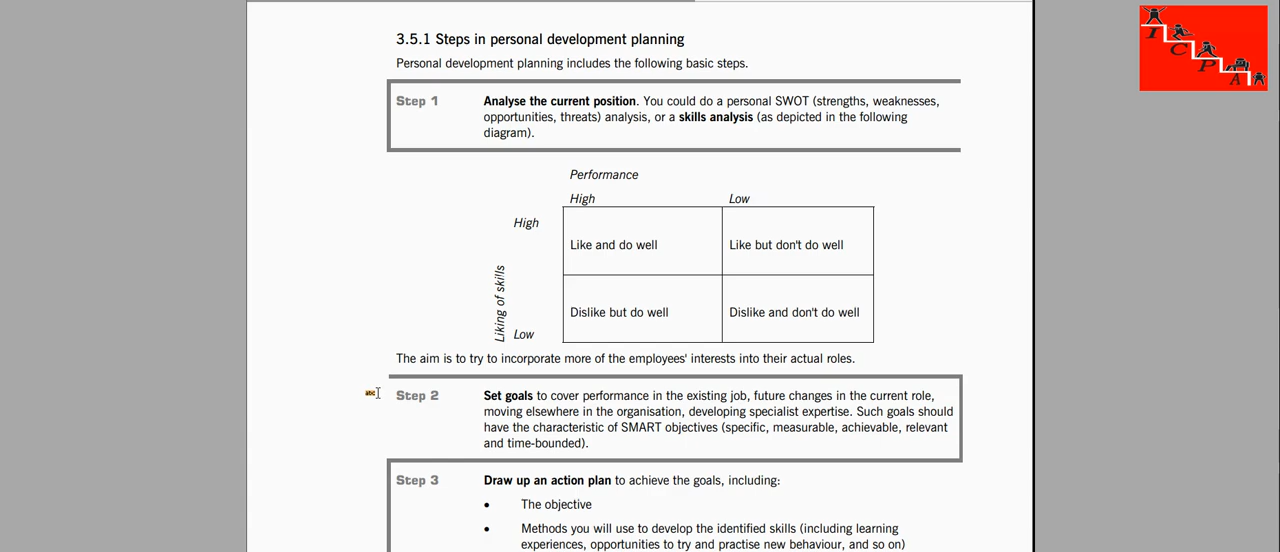 3.5.1 Steps in personal development planning
Personal development planning includes the following basic steps.
Step 1
Analyse the current position. You could do a personal SWOT (strengths, weaknesses,
opportunities, threats) analysis, or a skills analysis (as depicted in the following
diagram).
Performance
High Low
High
Like and do well
Like but don't do well
Liking of skills
Dislike but do well
Dislike and don't do well
Low
The aim is to try to incorporate more of the employees' interests into their actual roles.
abc
Step 2
Set goals to cover performance in the existing job, future changes in the current role,
moving elsewhere in the organisation, developing specialist expertise. Such goals should
have the characteristic of SMART objectives (specific, measurable, achievable, relevant
and time-bounded).
Step 3
Draw up an action plan to achieve the goals, including:
• The objective
• Methods you will use to develop the identified skills (including learning
experiences, opportunities to try and practise new behaviour, and so on)
I C P A